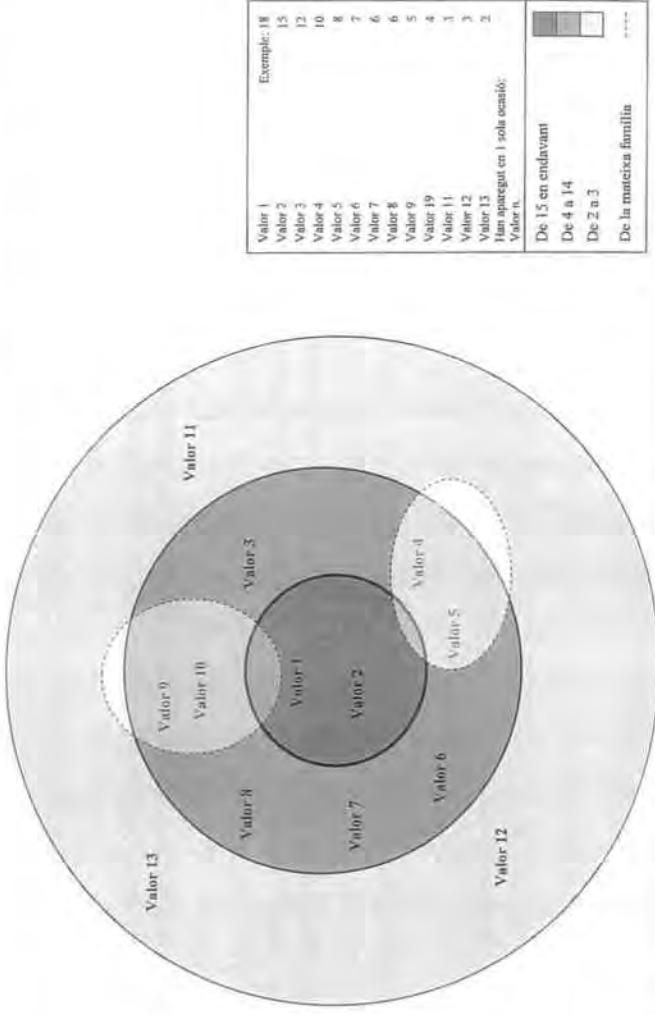 Valor 13
Valor 9
Valor 11
Valor 10
Valor 8
Valor 3
Valor 1
Valor 7
Valor 2
Valor 4
Valor 6
Valor 5
Valor 12
Valor 1 Exemple: 18
Valor 2 15
Valor 3 12
Valor 4 10
Valor 5 8
Valor 6 7
Valor 7 6
Valor 8 6
Valor 9 5
Valor 19 4
Valor 11 3
Valor 12 3
Valor 13 2
Han aparegut en 1 sola ocasió:
Valor n.
De 15 en endavant
De 4 a 14
De 2 a 3
De la mateixa família